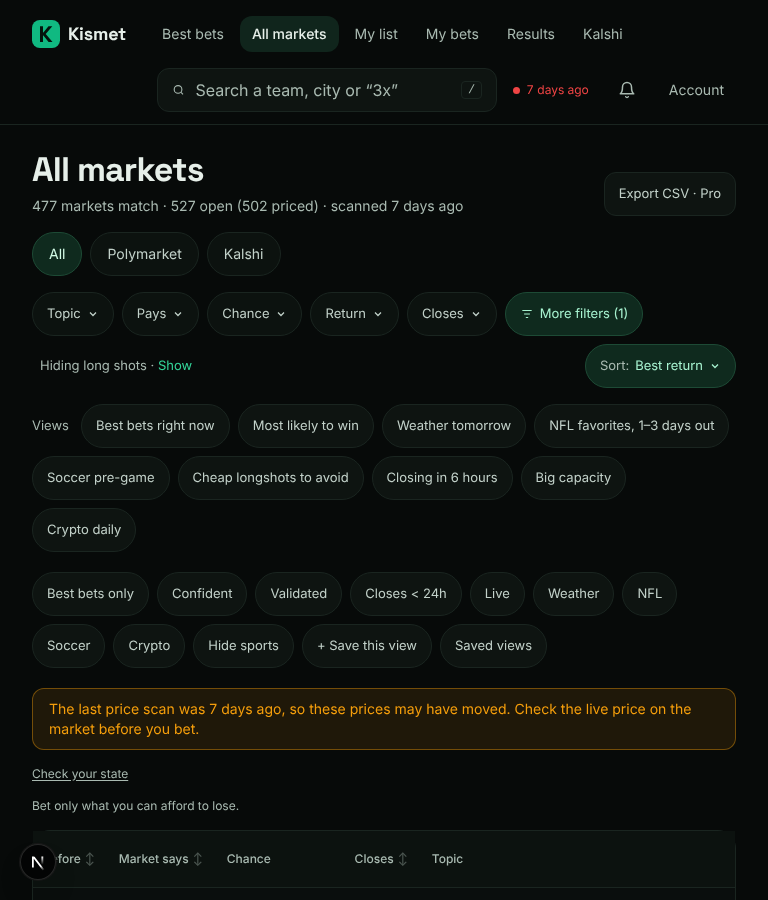 Kismet
Best bets
All markets
My list
My bets
Results
Kalshi
Search a team, city or “3x”
/
7 days ago
Account
All markets
477 markets match · 527 open (502 priced) · scanned 7 days ago
Export CSV · Pro
All
Polymarket
Kalshi
Topic
Pays
Chance
Return
Closes
More filters (1)
Hiding long shots · Show
Sort: Best return
Views
Best bets right now
Most likely to win
Weather tomorrow
NFL favorites, 1–3 days out
Soccer pre-game
Cheap longshots to avoid
Closing in 6 hours
Big capacity
Crypto daily
Best bets only
Confident
Validated
Closes < 24h
Live
Weather
NFL
Soccer
Crypto
Hide sports
+ Save this view
Saved views
The last price scan was 7 days ago, so these prices may have moved. Check the live price on the
market before you bet.
Check your state
Bet only what you can afford to lose.
Market says
Chance
Closes
Topic